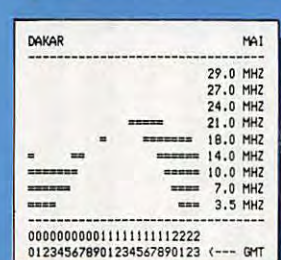 DAKAR MAI
29.0 MHZ
27.0 MHZ
24.0 MHZ
===== 21.0 MHZ
= ======= 18.0 MHZ
= == ====== 14.0 MHZ
======= ===== 10.0 MHZ
====== ==== 7.0 MHZ
==== === 3.5 MHZ
000000000011111111112222
012345678901234567890123 <--- GMT